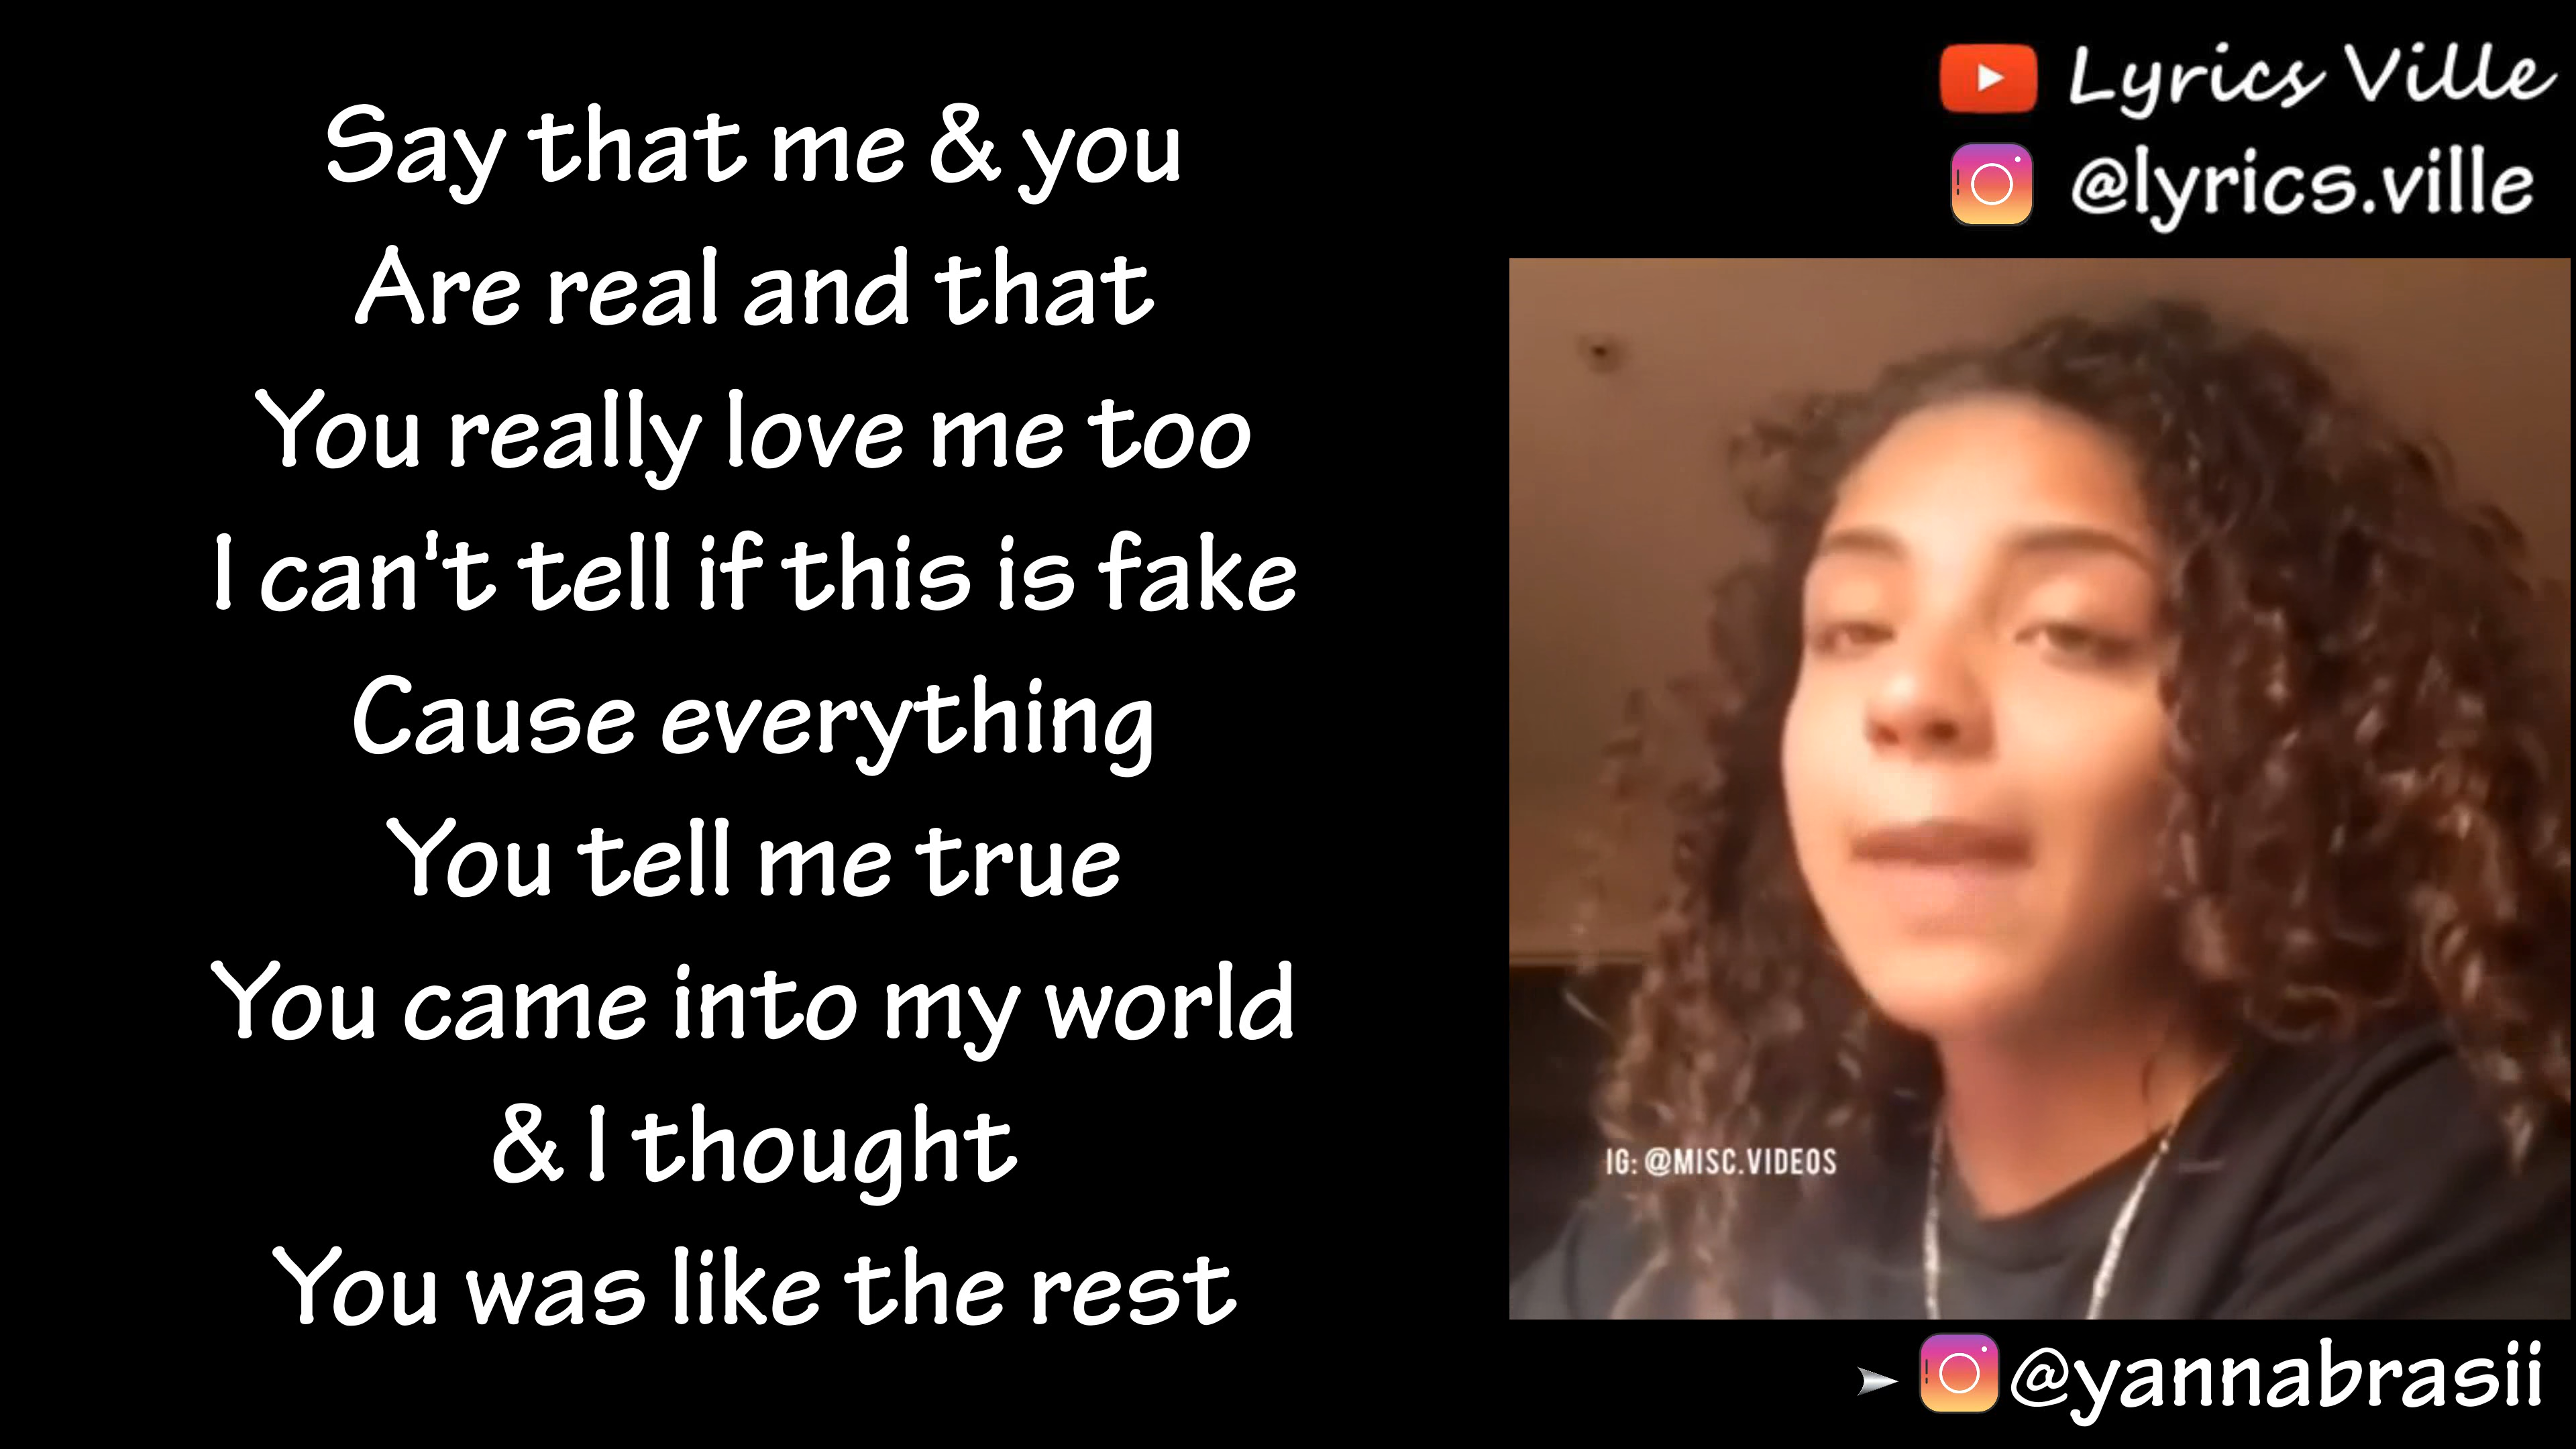 Say that me & you
Are real and that
You really love me too
I can't tell if this is fake
Cause everything
You tell me true
You came into my world
& I thought
You was like the rest
Lyrics Ville
@lyrics.ville
IG: @MISC.VIDEOS
@yannabrasii